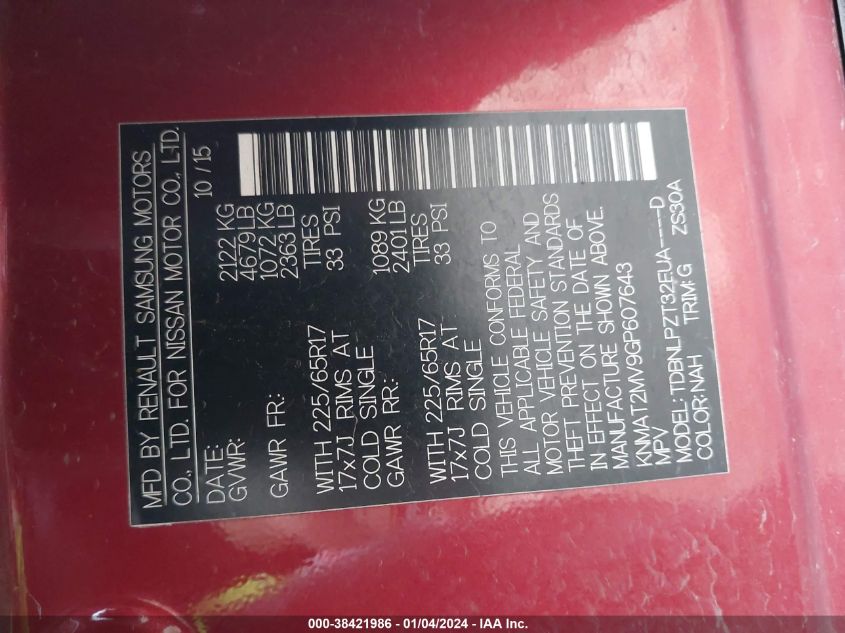 MFD BY RENAULT SAMSUNG MOTORS
CO., LTD. FOR NISSAN MOTOR CO., LTD.
DATE: 10 / 15
GVWR: 2122 KG
4679 LB
GAWR FR: 1072 KG
2363 LB
WITH 225/65R17 TIRES
17x7J RIMS AT 33 PSI
COLD SINGLE
GAWR RR: 1089 KG
2401 LB
WITH 225/65R17 TIRES
17x7J RIMS AT 33 PSI
COLD SINGLE
THIS VEHICLE CONFORMS TO
ALL APPLICABLE FEDERAL
MOTOR VEHICLE SAFETY AND
THEFT PREVENTION STANDARDS
IN EFFECT ON THE DATE OF
MANUFACTURE SHOWN ABOVE.
KNMAT2MV9GP607643
MPV
MODEL: TDBNLPZT32EUA-----D
COLOR: NAH TRIM: G ZS30A
000-38421986 - 01/04/2024 - IAA Inc.